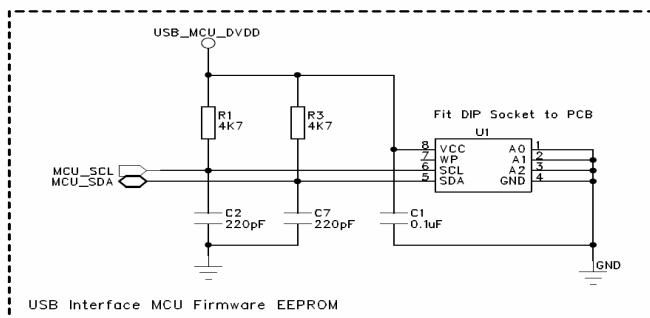 USB_MCU_DVDD
R1
4K7
R3
4K7
Fit DIP Socket to PCB
U1
8 VCC A0 1
7 WP A1 2
6 SCL A2 3
5 SDA GND 4
MCU_SCL
MCU_SDA
C2
220pF
C7
220pF
C1
0.1uF
GND
USB Interface MCU Firmware EEPROM